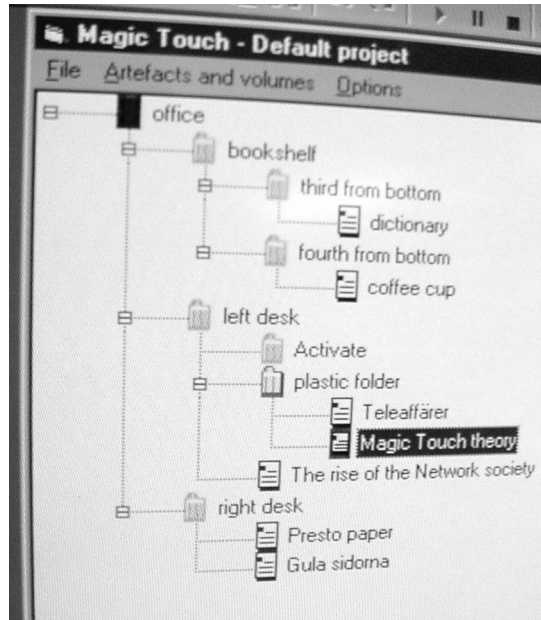 Magic Touch - Default project
File Artefacts and volumes Options
office
bookshelf
third from bottom
dictionary
fourth from bottom
coffee cup
left desk
Activate
plastic folder
Teleaffärer
Magic Touch theory
The rise of the Network society
right desk
Presto paper
Gula sidorna